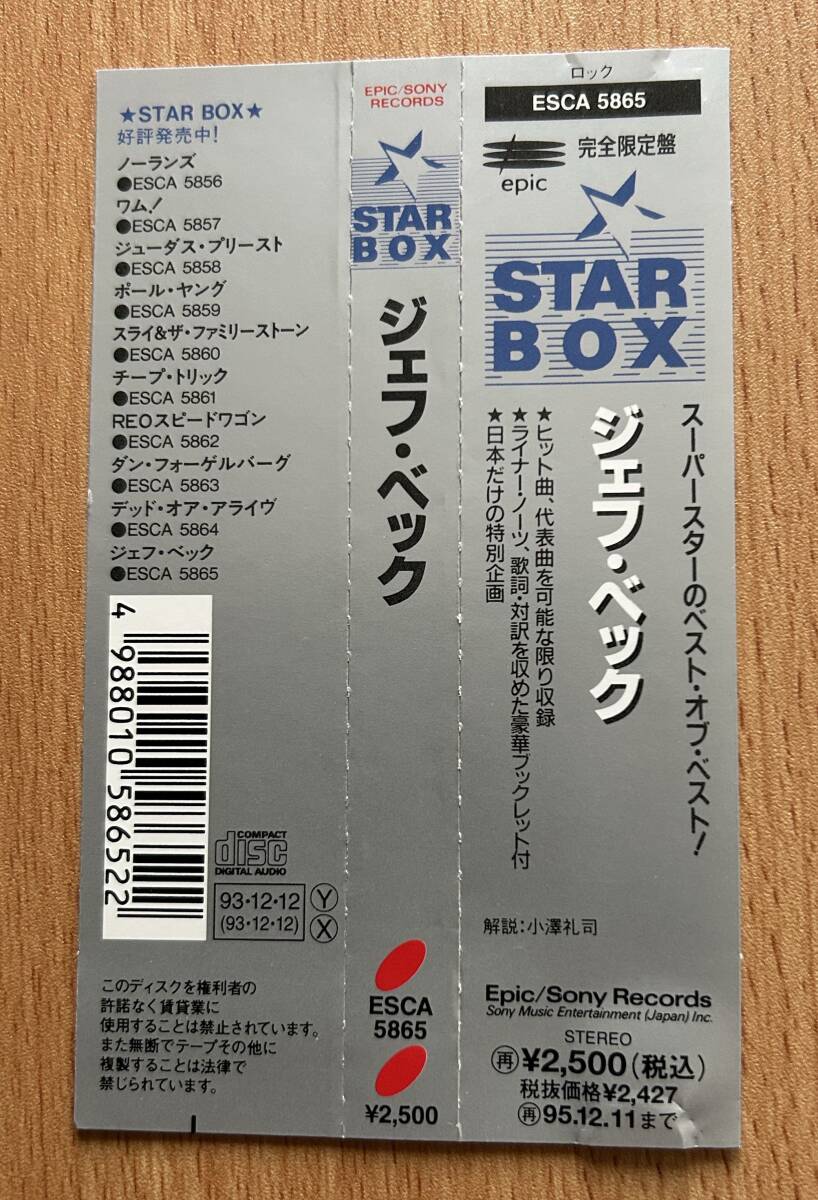 ★STAR BOX★
好評発売中!
ノーランズ
●ESCA 5856
ワム!
●ESCA 5857
ジューダス・プリースト
●ESCA 5858
ポール・ヤング
●ESCA 5859
スライ&ザ・ファミリーストーン
●ESCA 5860
チープ・トリック
●ESCA 5861
REOスピードワゴン
●ESCA 5862
ダン・フォーゲルバーグ
●ESCA 5863
デッド・オア・アライヴ
●ESCA 5864
ジェフ・ベック
●ESCA 5865
4 988010 586522
COMPACT
disc
DIGITAL AUDIO
93・12・12 Ⓨ
(93・12・12) Ⓧ
このディスクを権利者の
許諾なく賃貸業に
使用することは禁止されています。
また無断でテープその他に
複製することは法律で
禁じられています。
EPIC/SONY
RECORDS
STAR
BOX
ジェフ・ベック
ESCA
5865
¥2,500
ロック
ESCA 5865
epic
完全限定盤
STAR
BOX
スーパースターのベスト・オブ・ベスト!
ジェフ・ベック
★ヒット曲、代表曲を可能な限り収録
★ライナー・ノーツ、歌詞・対訳を収めた豪華ブックレット付
★日本だけの特別企画
解説:小澤礼司
Epic/Sony Records
Sony Music Entertainment (Japan) Inc.
STEREO
㊥¥2,500(税込)
税抜価格¥2,427
再95.12.11まで